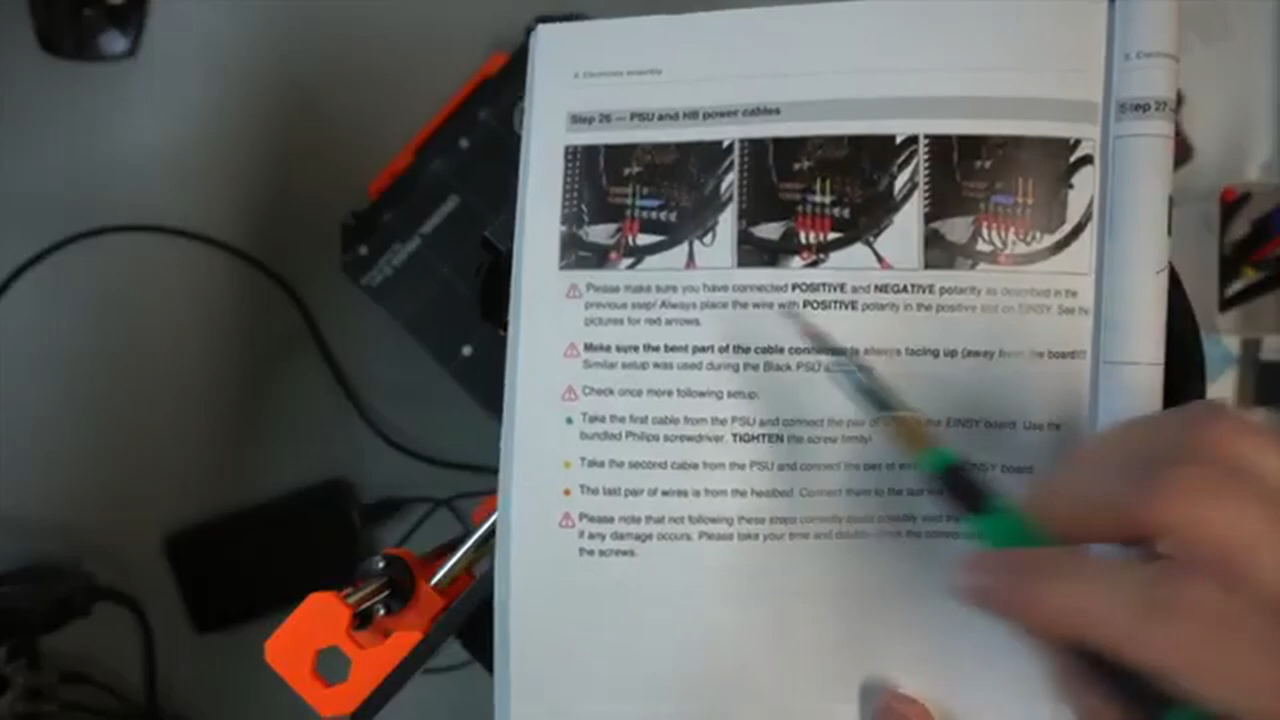 Step 26 — PSU and HB power cables
Step 27
Please make sure you have connected POSITIVE and NEGATIVE polarity as described in the
previous step! Always place the wire with POSITIVE polarity in the positive slot on EINSY. See the
pictures for red arrows.
Make sure the bent part of the cable connectors is always facing up (away from the board)!!
Similar setup was used during the Black PSU
Check once more following setup:
Take the first cable from the PSU and connect the pair of EINSY board. Use the
bundled Philips screwdriver. TIGHTEN the screw firmly!
Take the second cable from the PSU and connect the pair of board.
The last pair of wires is from the heatbed. Connect them to the last
Please note that not following these steps correctly could possibly
if any damage occurs. Please take your time and
the screws.